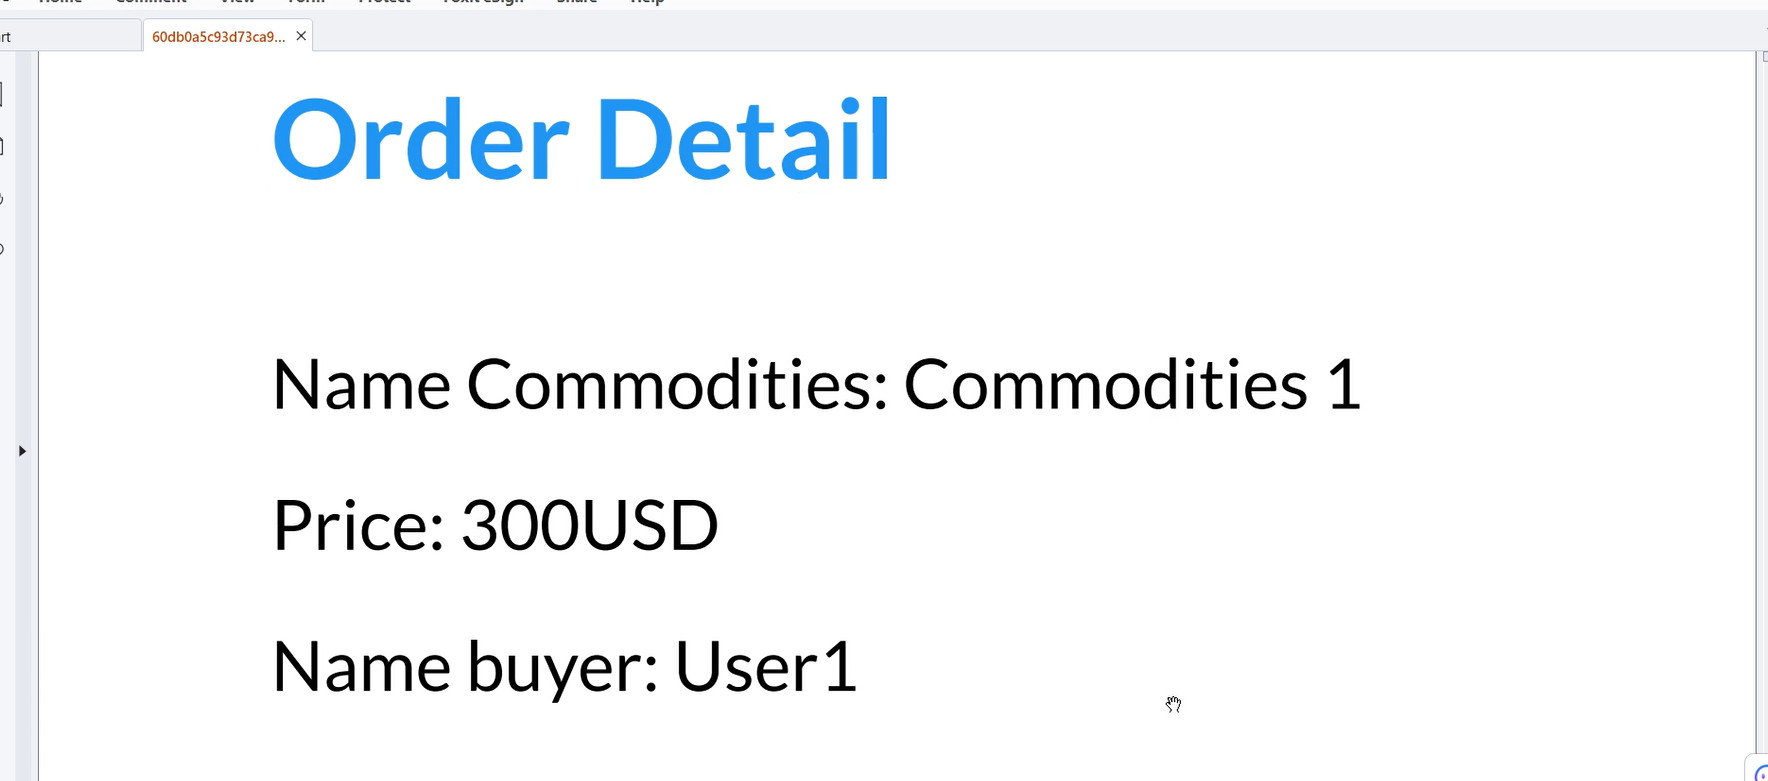 Home Comment View Form Protect Foxit eSign Share Help
rt
60db0a5c93d73ca9...
Order Detail
Name Commodities: Commodities 1
Price: 300USD
Name buyer: User1